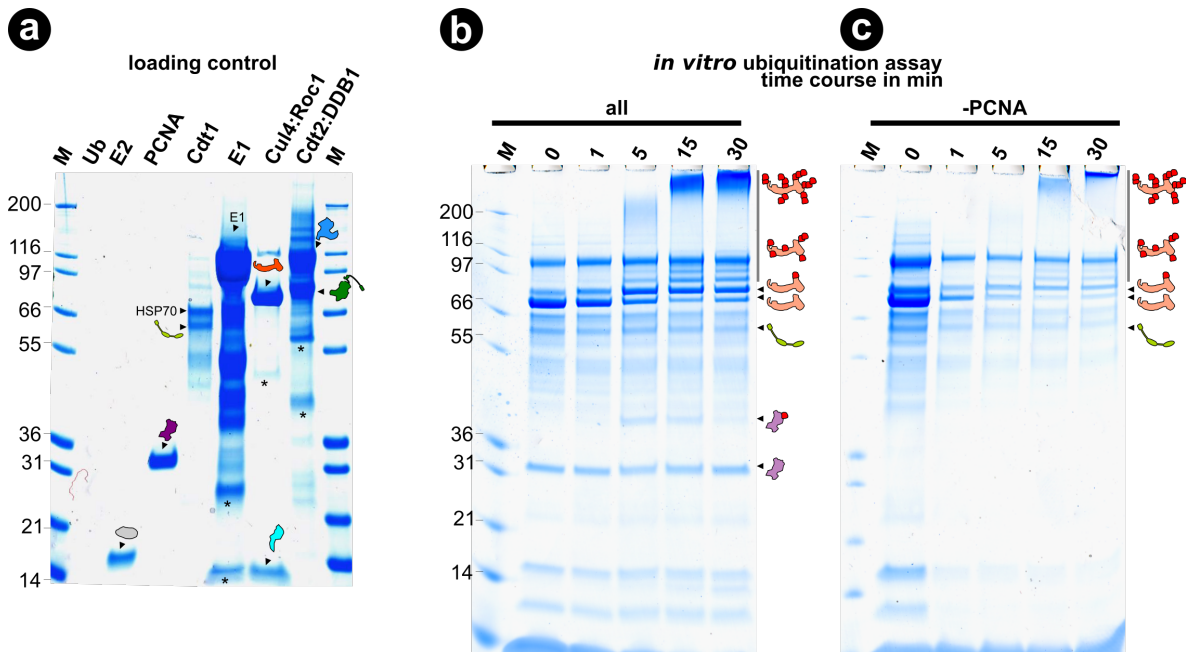 a
loading control
M
Ub
E2
PCNA
Cdt1
E1
Cul4:Roc1
Cdt2:DDB1
M
200
116
97
66
55
36
31
21
14
E1
HSP70
*
*
*
*
*
b
c
in vitro ubiquitination assay
time course in min
all
M 0 1 5 15 30
200
116
97
66
55
36
31
21
14
-PCNA
M 0 1 5 15 30